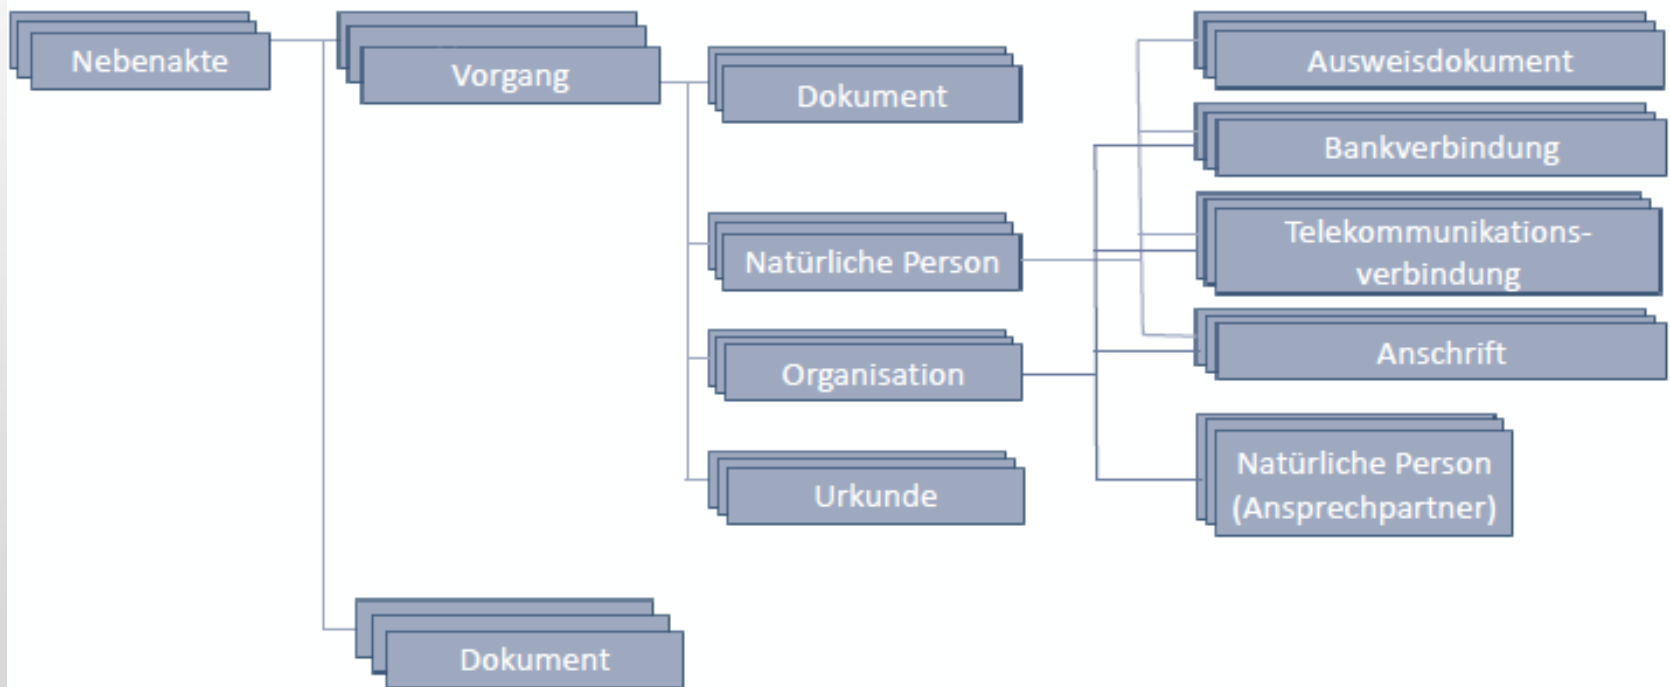 Nebenakte
Vorgang
Dokument
Natürliche Person
Organisation
Urkunde
Dokument
Ausweisdokument
Bankverbindung
Telekommunikations-
verbindung
Anschrift
Natürliche Person
(Ansprechpartner)